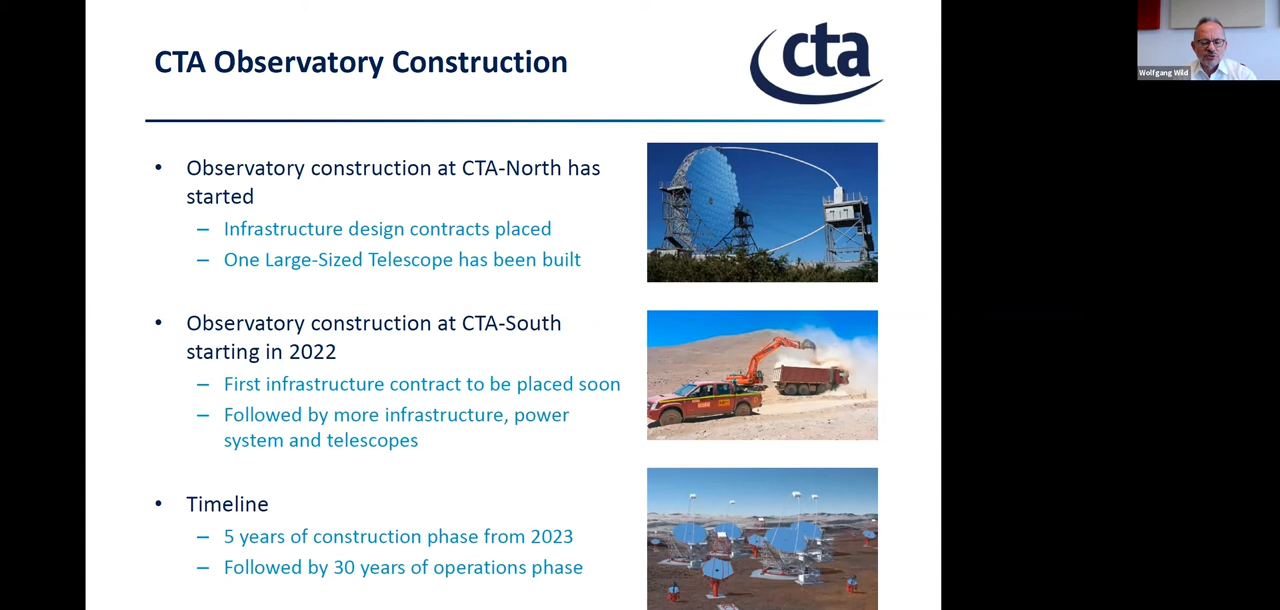 CTA Observatory Construction
cta
Wolfgang Wild
• Observatory construction at CTA-North has
started
– Infrastructure design contracts placed
– One Large-Sized Telescope has been built
• Observatory construction at CTA-South
starting in 2022
– First infrastructure contract to be placed soon
– Followed by more infrastructure, power
system and telescopes
• Timeline
– 5 years of construction phase from 2023
– Followed by 30 years of operations phase